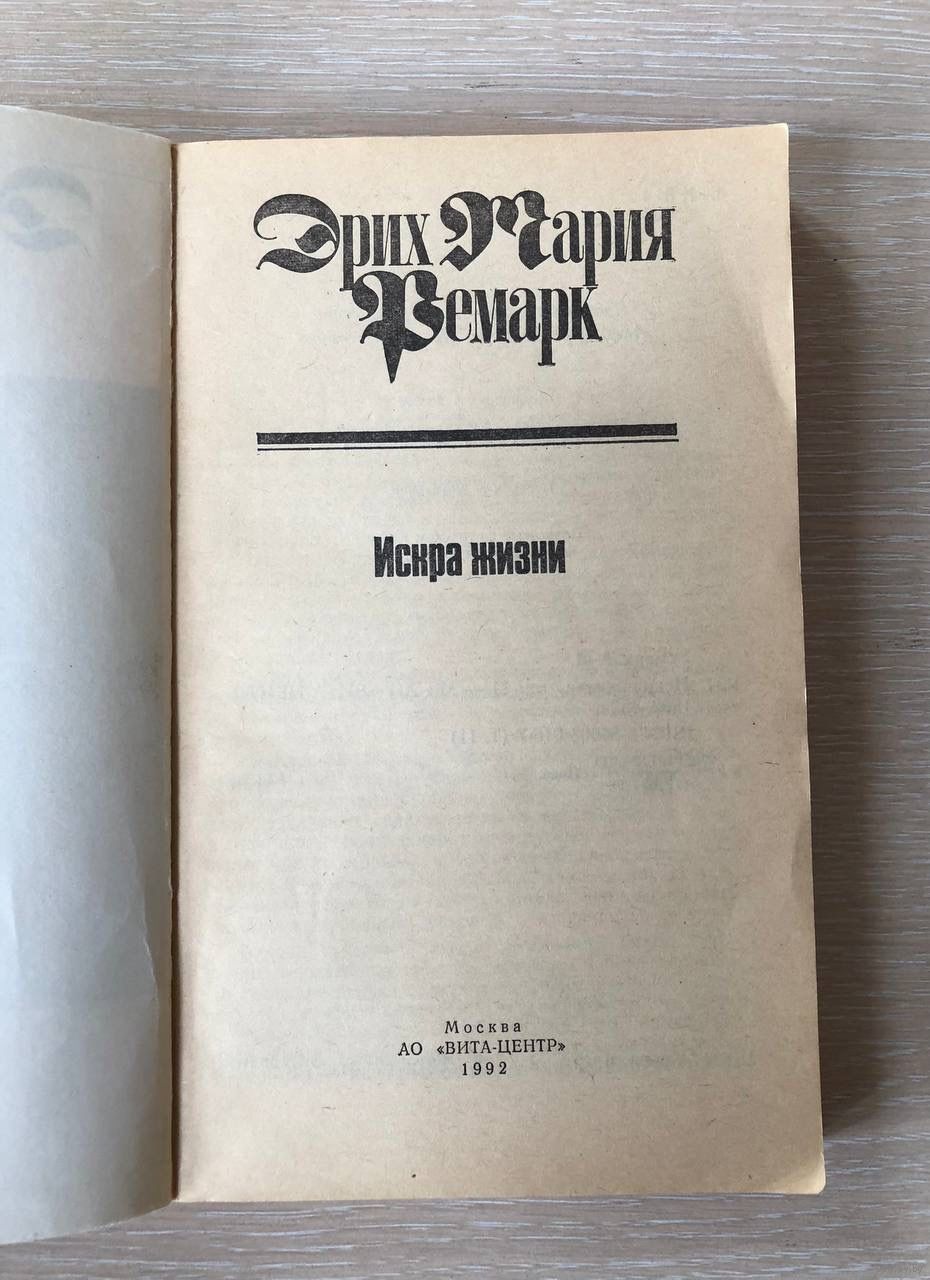 Эрих Мария
Ремарк
Искра жизни
Москва
АО «ВИТА-ЦЕНТР»
1992